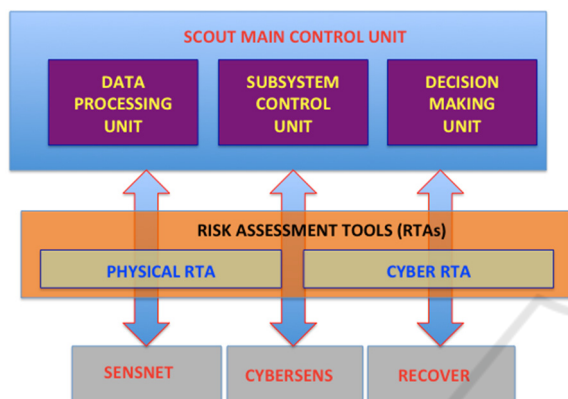 SCOUT MAIN CONTROL UNIT
DATA
PROCESSING
UNIT
SUBSYSTEM
CONTROL
UNIT
DECISION
MAKING
UNIT
RISK ASSESSMENT TOOLS (RTAs)
PHYSICAL RTA
CYBER RTA
SENSNET
CYBERSENS
RECOVER